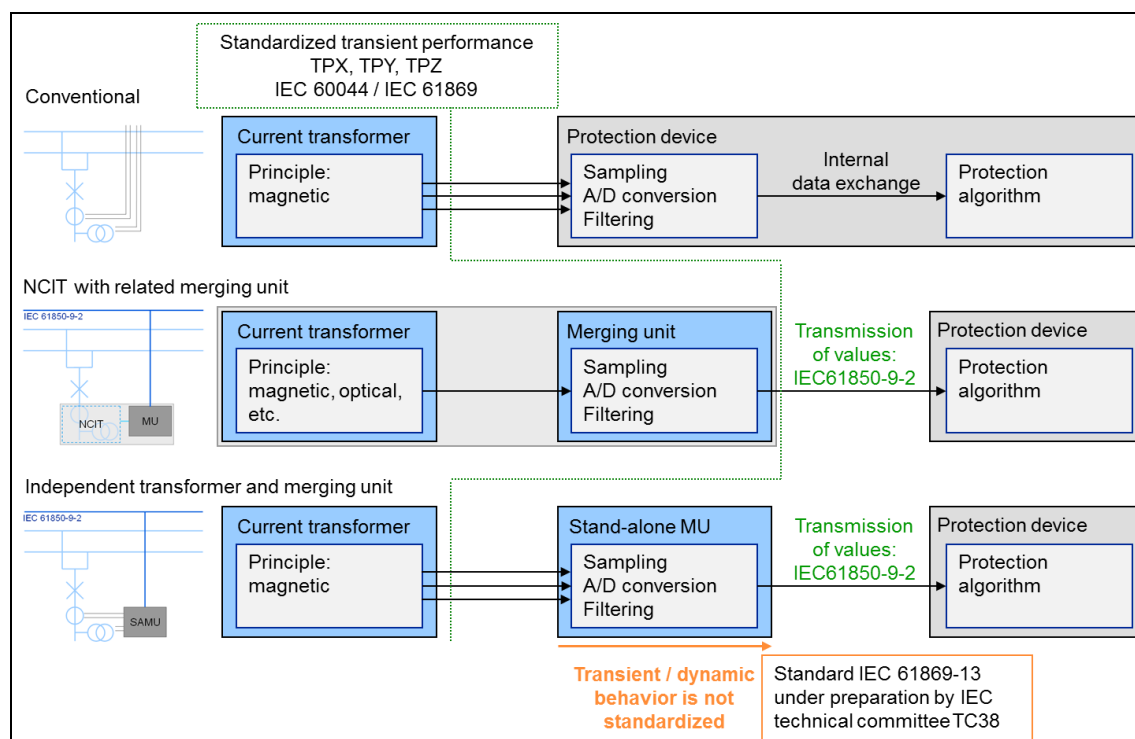 Standardized transient performance
TPX, TPY, TPZ
IEC 60044 / IEC 61869
Conventional
Current transformer
Principle:
magnetic
Protection device
Sampling
A/D conversion
Filtering
Internal
data exchange
Protection
algorithm
NCIT with related merging unit
IEC 61850-9-2
NCIT
MU
Current transformer
Principle:
magnetic, optical,
etc.
Merging unit
Sampling
A/D conversion
Filtering
Transmission
of values:
IEC61850-9-2
Protection device
Protection
algorithm
Independent transformer and merging unit
IEC 61850-9-2
SAMU
Current transformer
Principle:
magnetic
Stand-alone MU
Sampling
A/D conversion
Filtering
Transmission
of values:
IEC61850-9-2
Protection device
Protection
algorithm
Transient / dynamic
behavior is not
standardized
Standard IEC 61869-13
under preparation by IEC
technical committee TC38